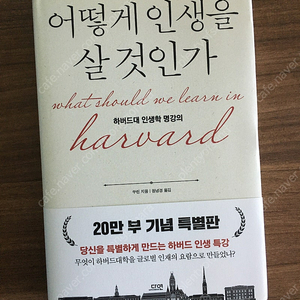 어떻게 인생을
살 것인가
what should we learn in
하버드대 인생학 명강의
harvard
20만 부 기념 특별판
당신을 특별하게 만드는 하버드 인생 특강
무엇이 하버드대학을 글로벌 인재의 요람으로 만들었나?
다연